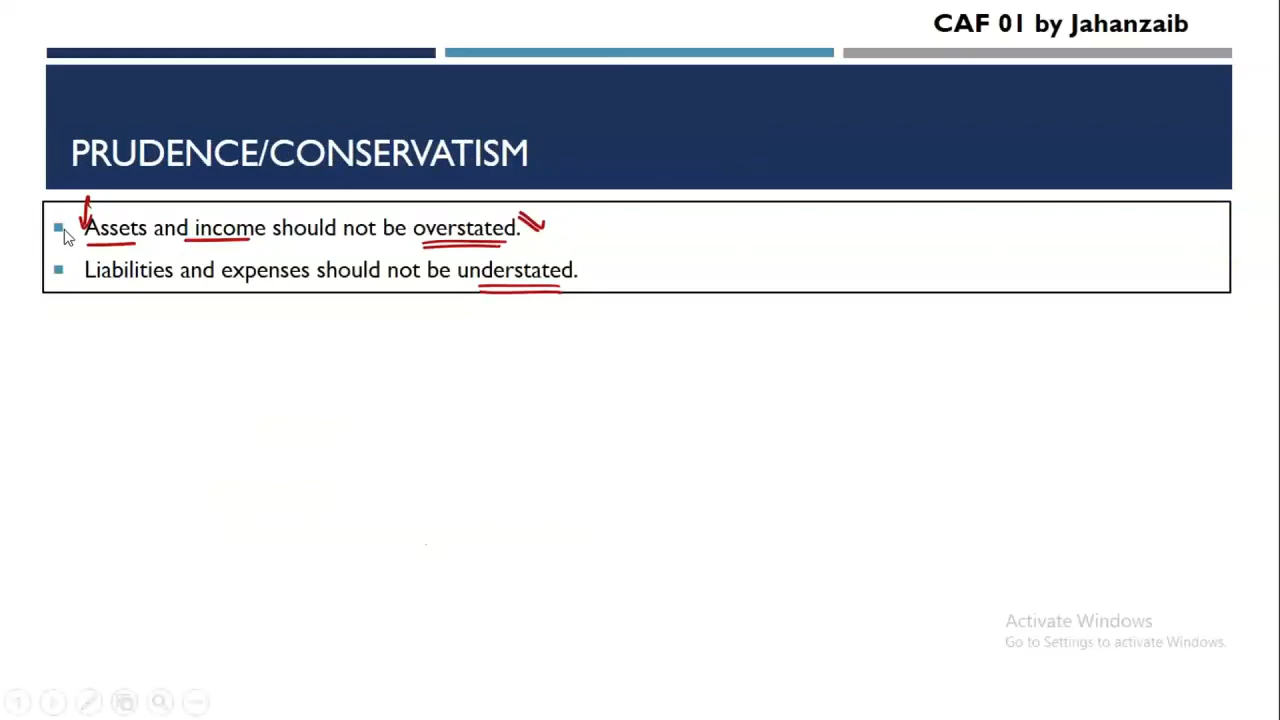 CAF 01 by Jahanzaib
PRUDENCE/CONSERVATISM
Assets and income should not be overstated.
Liabilities and expenses should not be understated.
Activate Windows
Go to Settings to activate Windows.